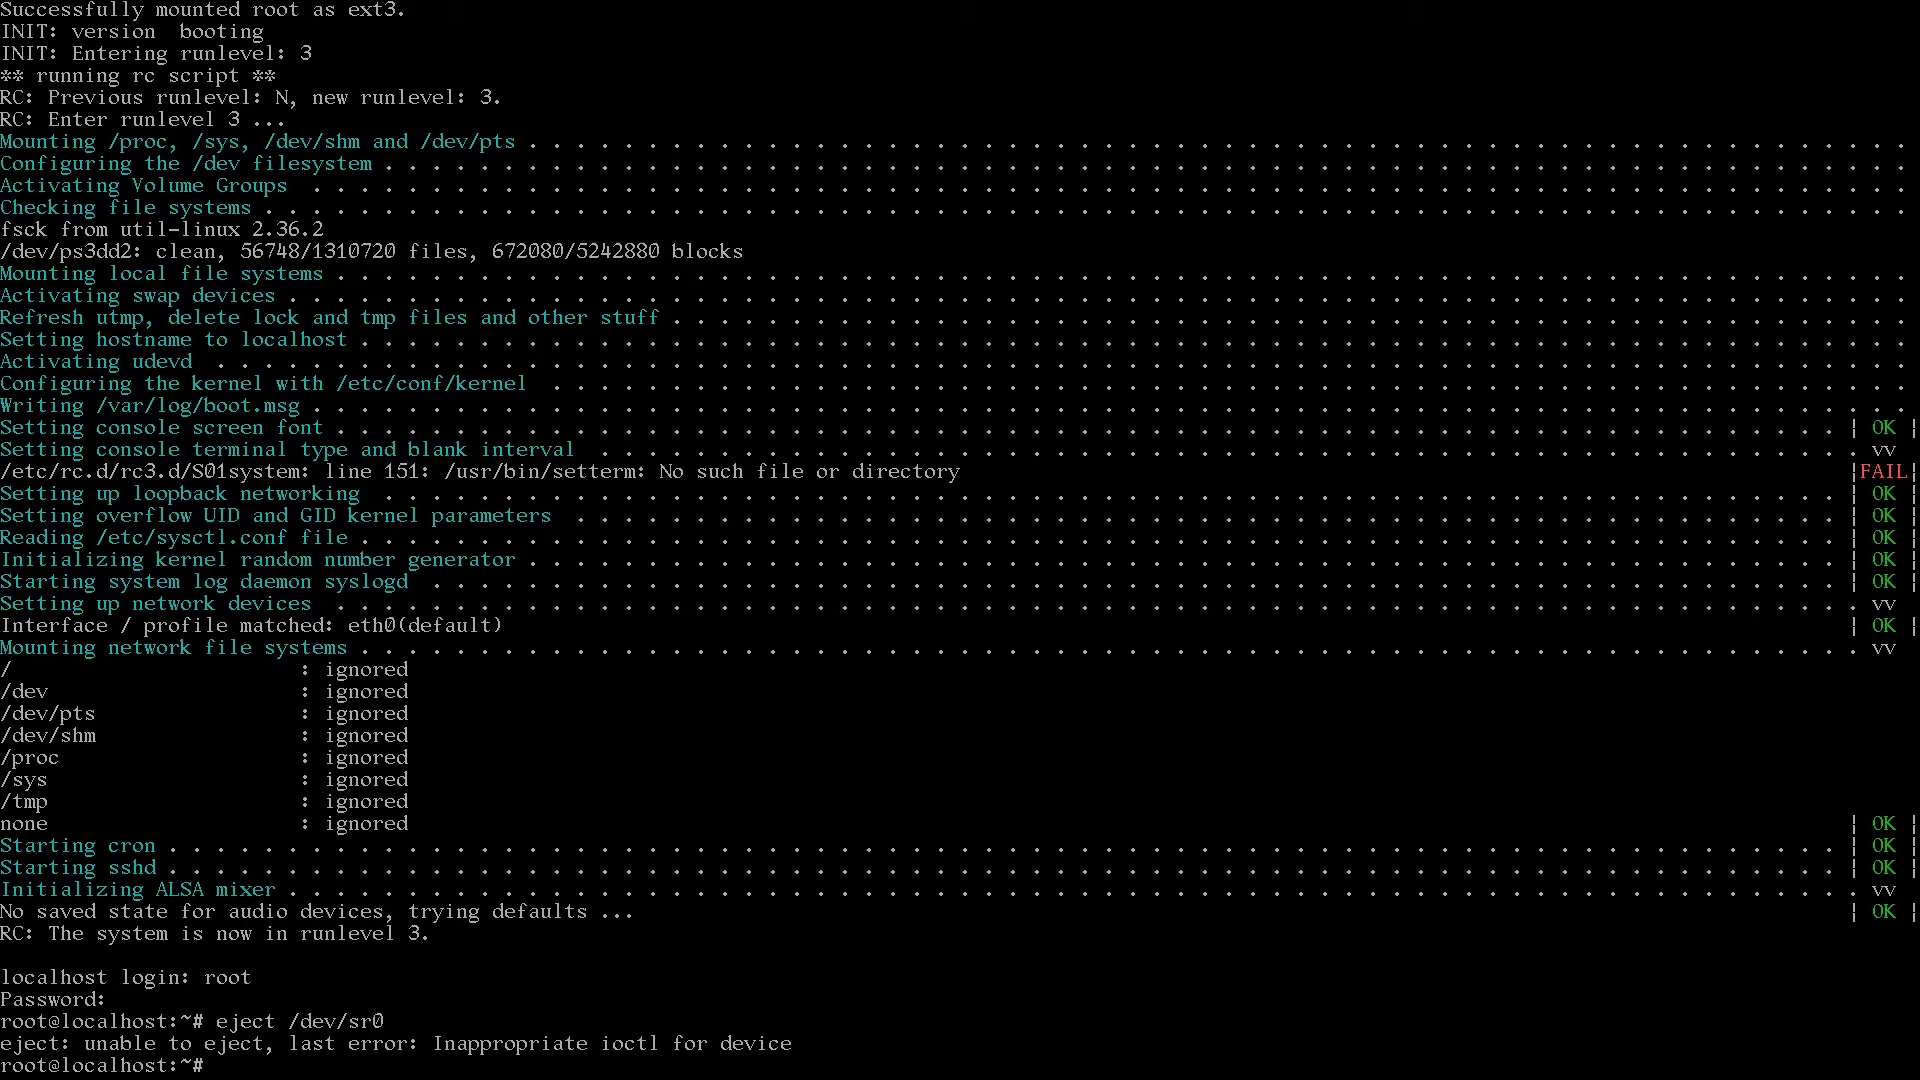 Successfully mounted root as ext3.
INIT: version  booting
INIT: Entering runlevel: 3
** running rc script **
RC: Previous runlevel: N, new runlevel: 3.
RC: Enter runlevel 3 ...
Mounting /proc, /sys, /dev/shm and /dev/pts . . . . . . . . . . . . . . . . . . . .
Configuring the /dev filesystem . . . . . . . . . . . . . . . . . . . .
Activating Volume Groups  . . . . . . . . . . . . . . . . . . . .
Checking file systems . . . . . . . . . . . . . . . . . . . .
fsck from util-linux 2.36.2
/dev/ps3dd2: clean, 56748/1310720 files, 672080/5242880 blocks
Mounting local file systems . . . . . . . . . . . . . . . . . . . .
Activating swap devices . . . . . . . . . . . . . . . . . . . .
Refresh utmp, delete lock and tmp files and other stuff . . . . . . . . . . . . . . . . . . . .
Setting hostname to localhost . . . . . . . . . . . . . . . . . . . .
Activating udevd  . . . . . . . . . . . . . . . . . . . .
Configuring the kernel with /etc/conf/kernel  . . . . . . . . . . . . . . . . . . . .
Writing /var/log/boot.msg . . . . . . . . . . . . . . . . . . . .
Setting console screen font . . . . . . . . . . . . . . . . . . . . | OK |
Setting console terminal type and blank interval  . . . . . . . . . . . . . . . . . . . . vv
/etc/rc.d/rc3.d/S01system: line 151: /usr/bin/setterm: No such file or directory |FAIL|
Setting up loopback networking  . . . . . . . . . . . . . . . . . . . . | OK |
Setting overflow UID and GID kernel parameters  . . . . . . . . . . . . . . . . . . . . | OK |
Reading /etc/sysctl.conf file . . . . . . . . . . . . . . . . . . . . | OK |
Initializing kernel random number generator . . . . . . . . . . . . . . . . . . . . | OK |
Starting system log daemon syslogd  . . . . . . . . . . . . . . . . . . . . | OK |
Setting up network devices  . . . . . . . . . . . . . . . . . . . . vv
Interface / profile matched: eth0(default) | OK |
Mounting network file systems . . . . . . . . . . . . . . . . . . . . vv
/ : ignored
/dev : ignored
/dev/pts : ignored
/dev/shm : ignored
/proc : ignored
/sys : ignored
/tmp : ignored
none : ignored | OK |
Starting cron . . . . . . . . . . . . . . . . . . . . | OK |
Starting sshd . . . . . . . . . . . . . . . . . . . . | OK |
Initializing ALSA mixer . . . . . . . . . . . . . . . . . . . . vv
No saved state for audio devices, trying defaults ... | OK |
RC: The system is now in runlevel 3.
localhost login: root
Password:
root@localhost:~# eject /dev/sr0
eject: unable to eject, last error: Inappropriate ioctl for device
root@localhost:~#